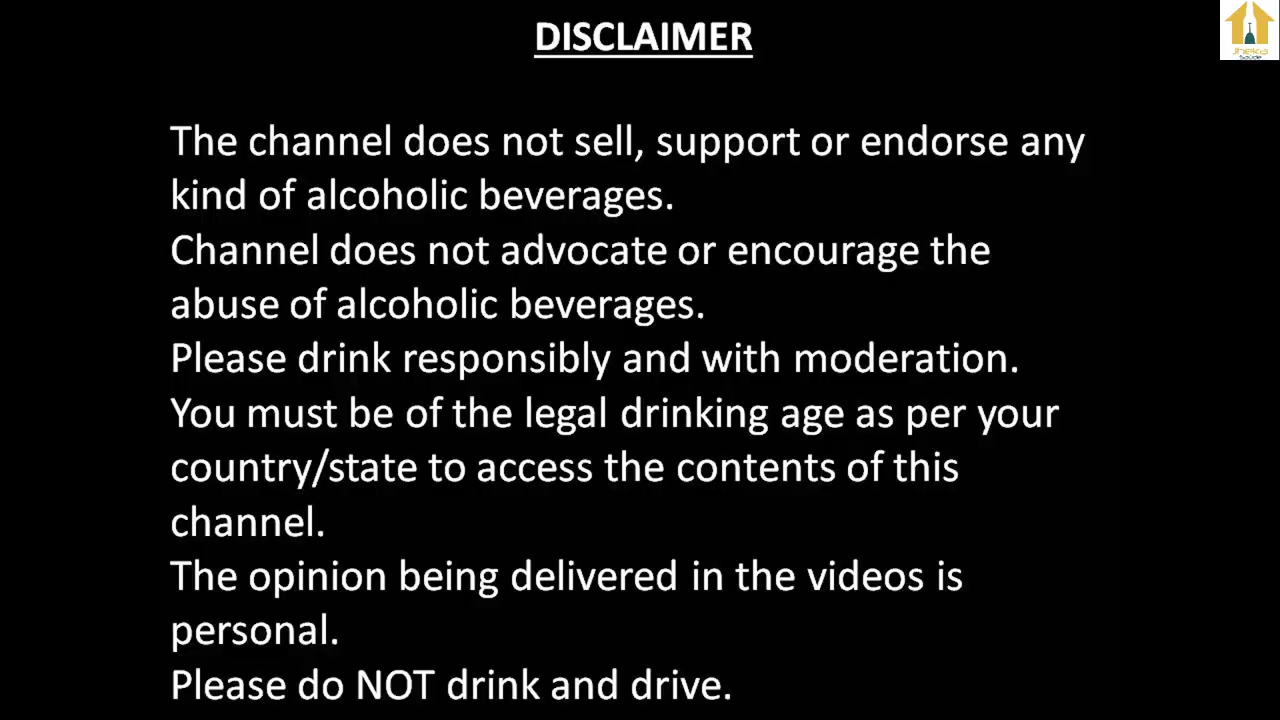 DISCLAIMER
The channel does not sell, support or endorse any
kind of alcoholic beverages.
Channel does not advocate or encourage the
abuse of alcoholic beverages.
Please drink responsibly and with moderation.
You must be of the legal drinking age as per your
country/state to access the contents of this
channel.
The opinion being delivered in the videos is
personal.
Please do NOT drink and drive.